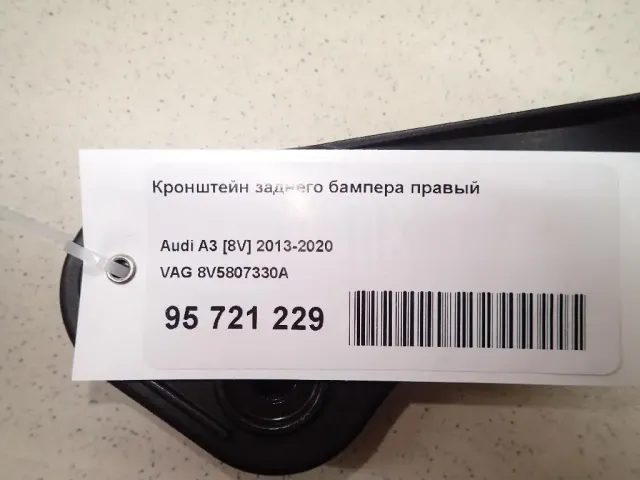 Кронштейн заднего бампера правый
Audi A3 [8V] 2013-2020
VAG 8V5807330A
95 721 229